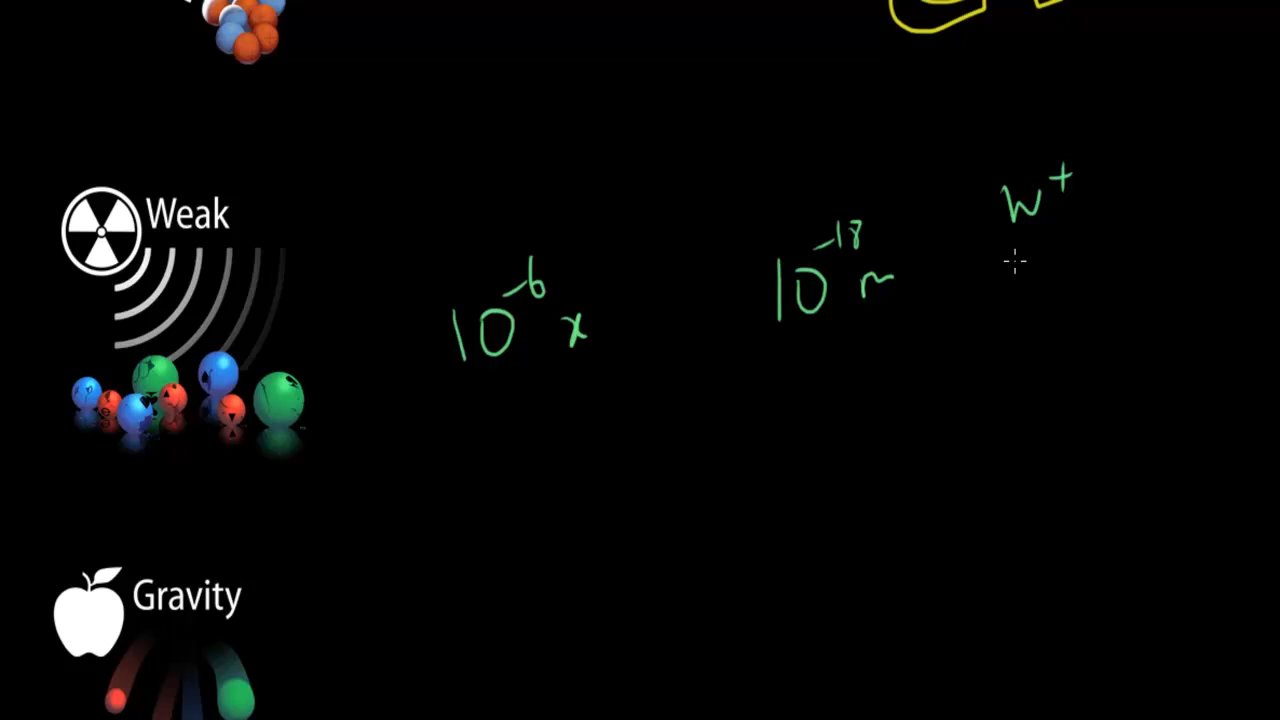 Weak
10⁻⁶ x
10⁻¹⁸ m
W⁺
Gravity